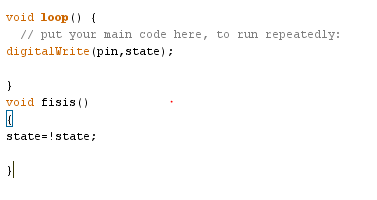 void loop() {
// put your main code here, to run repeatedly:
digitalWrite(pin,state);
}
void fisis()
{
state=!state;
}